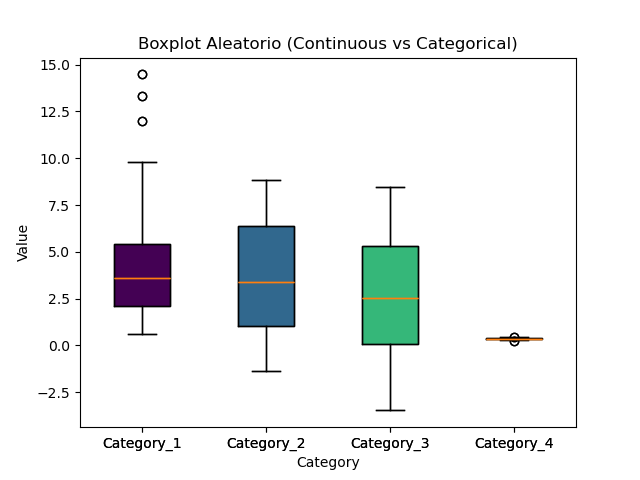 Boxplot Aleatorio (Continuous vs Categorical)
15.0
12.5
10.0
7.5
5.0
2.5
0.0
−2.5
Value
Category_1 Category_2 Category_3 Category_4
Category